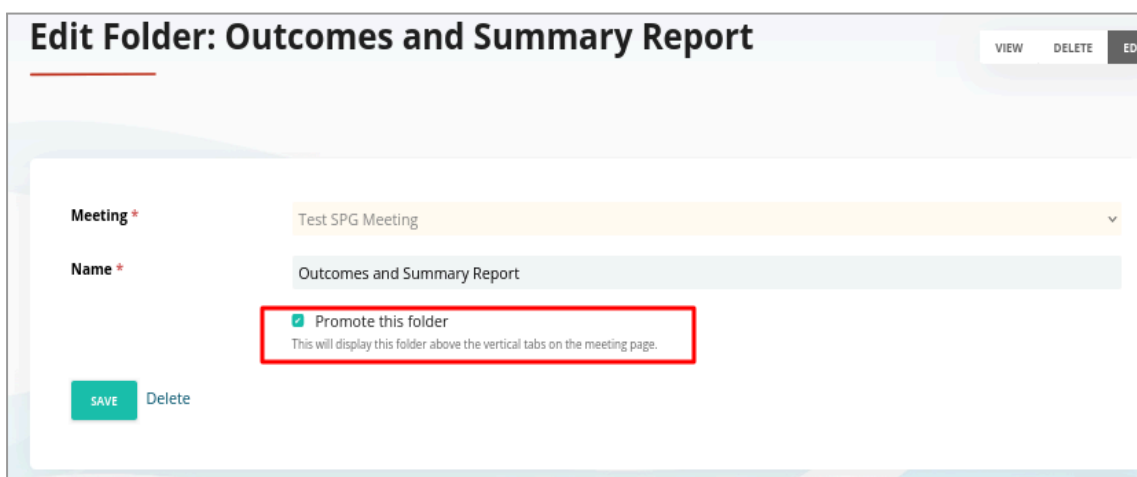 Edit Folder: Outcomes and Summary Report
VIEW DELETE ED
Meeting *
Test SPG Meeting
Name *
Outcomes and Summary Report
Promote this folder
This will display this folder above the vertical tabs on the meeting page.
SAVE Delete